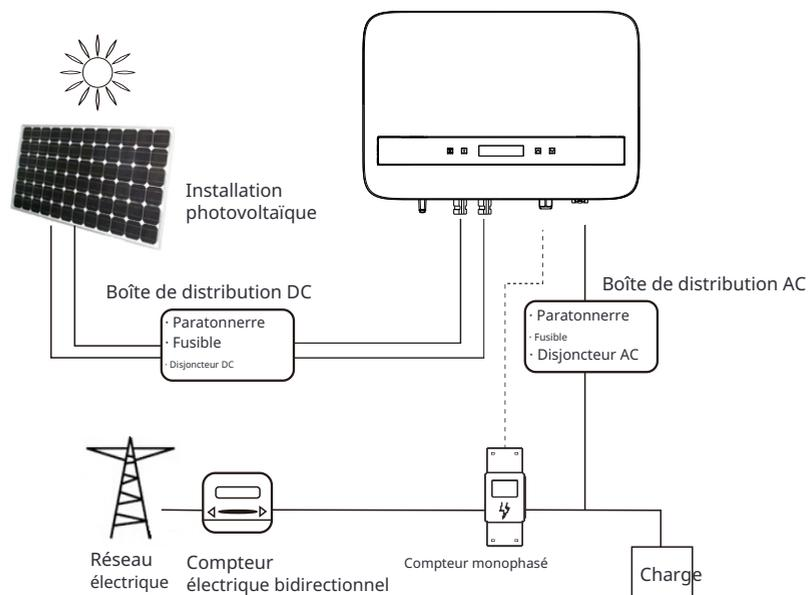 Installation
photovoltaïque
Boîte de distribution DC
· Paratonnerre
· Fusible
· Disjoncteur DC
Boîte de distribution AC
· Paratonnerre
· Fusible
· Disjoncteur AC
Réseau
électrique
Compteur
électrique bidirectionnel
Compteur monophasé
Charge